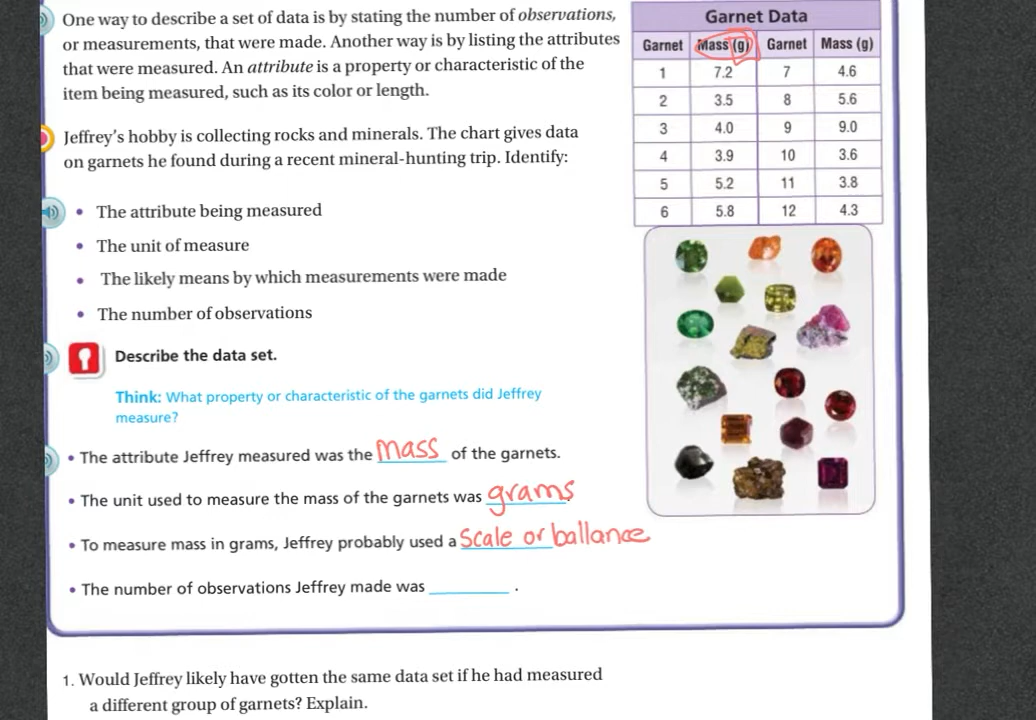 One way to describe a set of data is by stating the number of observations,
or measurements, that were made. Another way is by listing the attributes
that were measured. An attribute is a property or characteristic of the
item being measured, such as its color or length.
Jeffrey's hobby is collecting rocks and minerals. The chart gives data
on garnets he found during a recent mineral-hunting trip. Identify:
• The attribute being measured
• The unit of measure
• The likely means by which measurements were made
• The number of observations
Garnet Data
Garnet Mass (g) Garnet Mass (g)
1 7.2 7 4.6
2 3.5 8 5.6
3 4.0 9 9.0
4 3.9 10 3.6
5 5.2 11 3.8
6 5.8 12 4.3
Describe the data set.
Think: What property or characteristic of the garnets did Jeffrey
measure?
• The attribute Jeffrey measured was the mass of the garnets.
• The unit used to measure the mass of the garnets was grams.
• To measure mass in grams, Jeffrey probably used a Scale or ballance
• The number of observations Jeffrey made was ________ .
1. Would Jeffrey likely have gotten the same data set if he had measured
a different group of garnets? Explain.